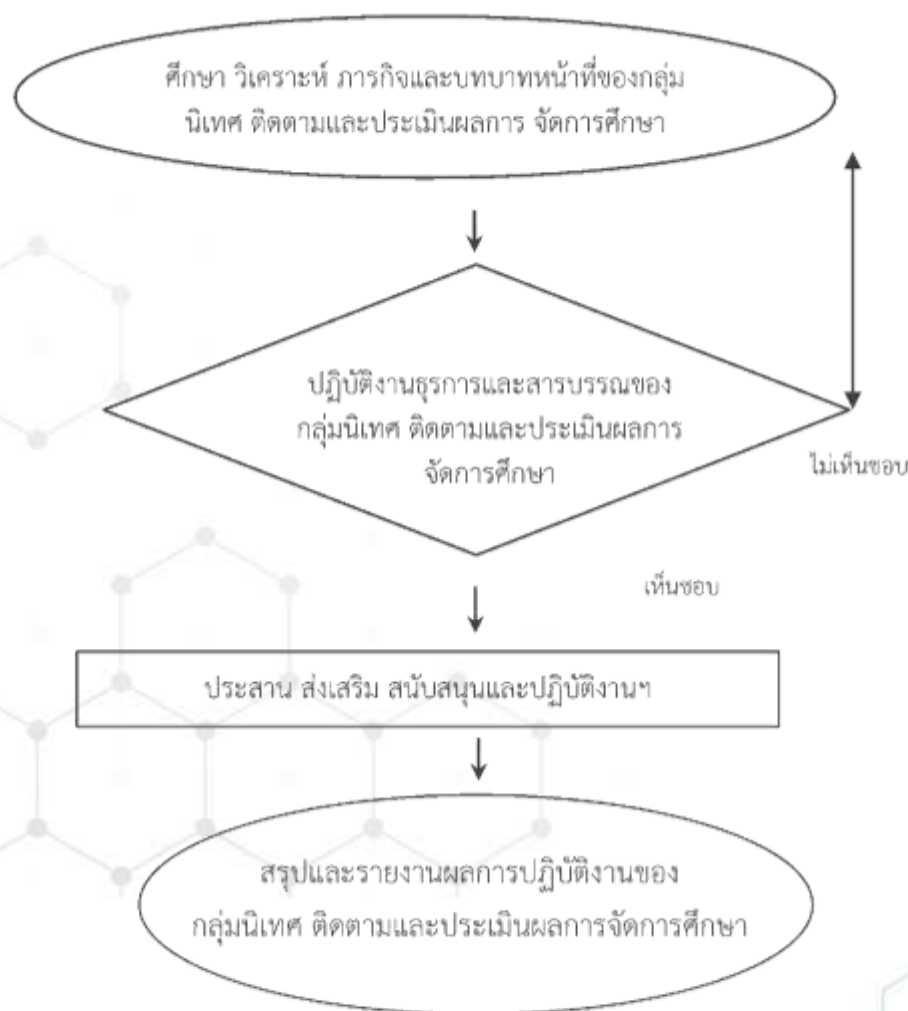 ศึกษา วิเคราะห์ ภารกิจและบทบาทหน้าที่ของกลุ่ม
นิเทศ ติดตามและประเมินผลการ จัดการศึกษา
ปฏิบัติงานธุรการและสารบรรณของ
กลุ่มนิเทศ ติดตามและประเมินผลการ
จัดการศึกษา
ไม่เห็นชอบ
เห็นชอบ
ประสาน ส่งเสริม สนับสนุนและปฏิบัติงานฯ
สรุปและรายงานผลการปฏิบัติงานของ
กลุ่มนิเทศ ติดตามและประเมินผลการจัดการศึกษา